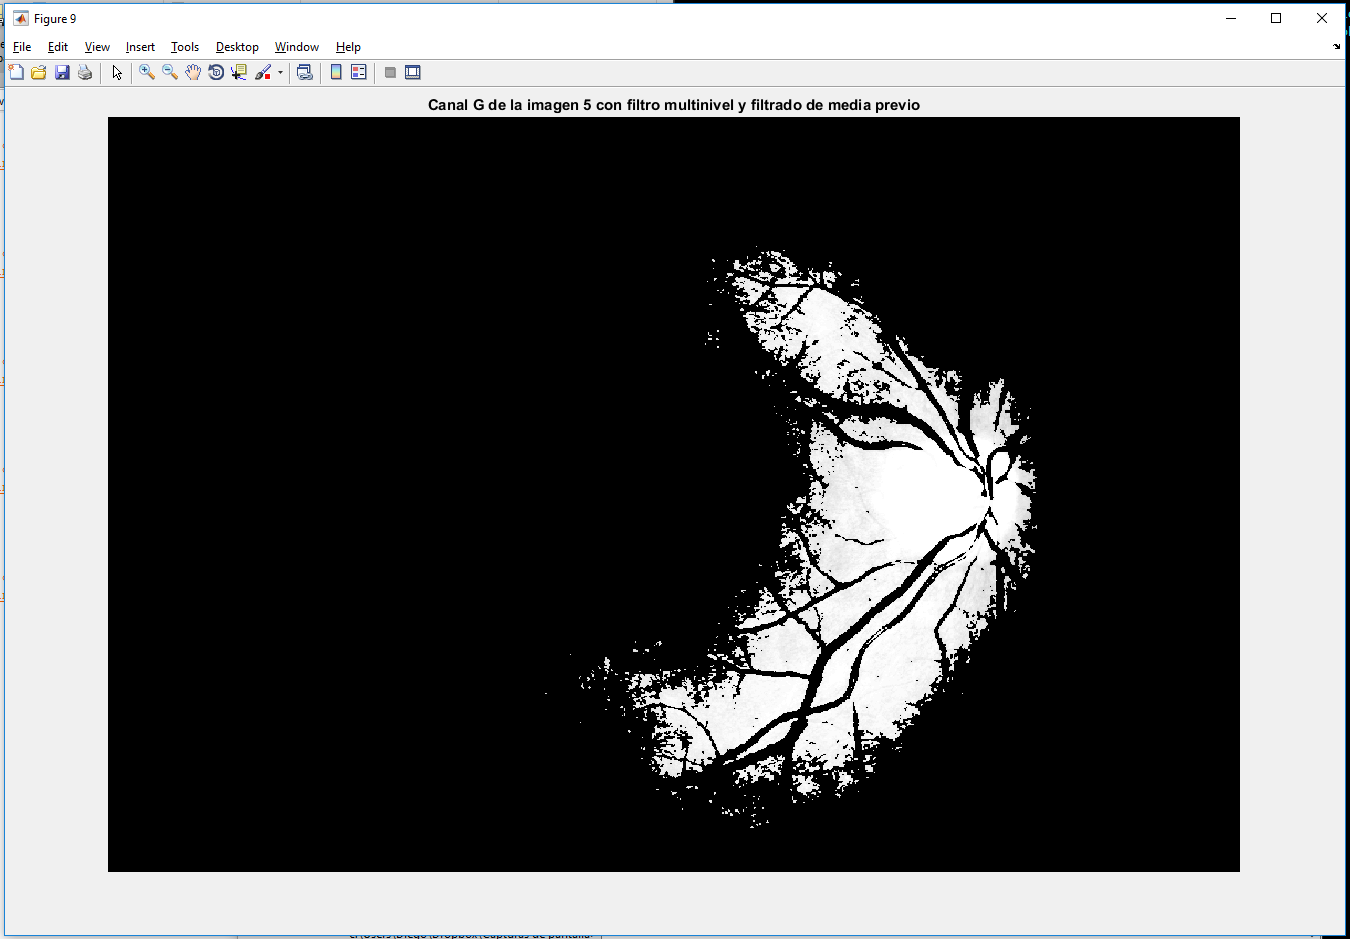 Figure 9
File Edit View Insert Tools Desktop Window Help
Canal G de la imagen 5 con filtro multinivel y filtrado de media previo